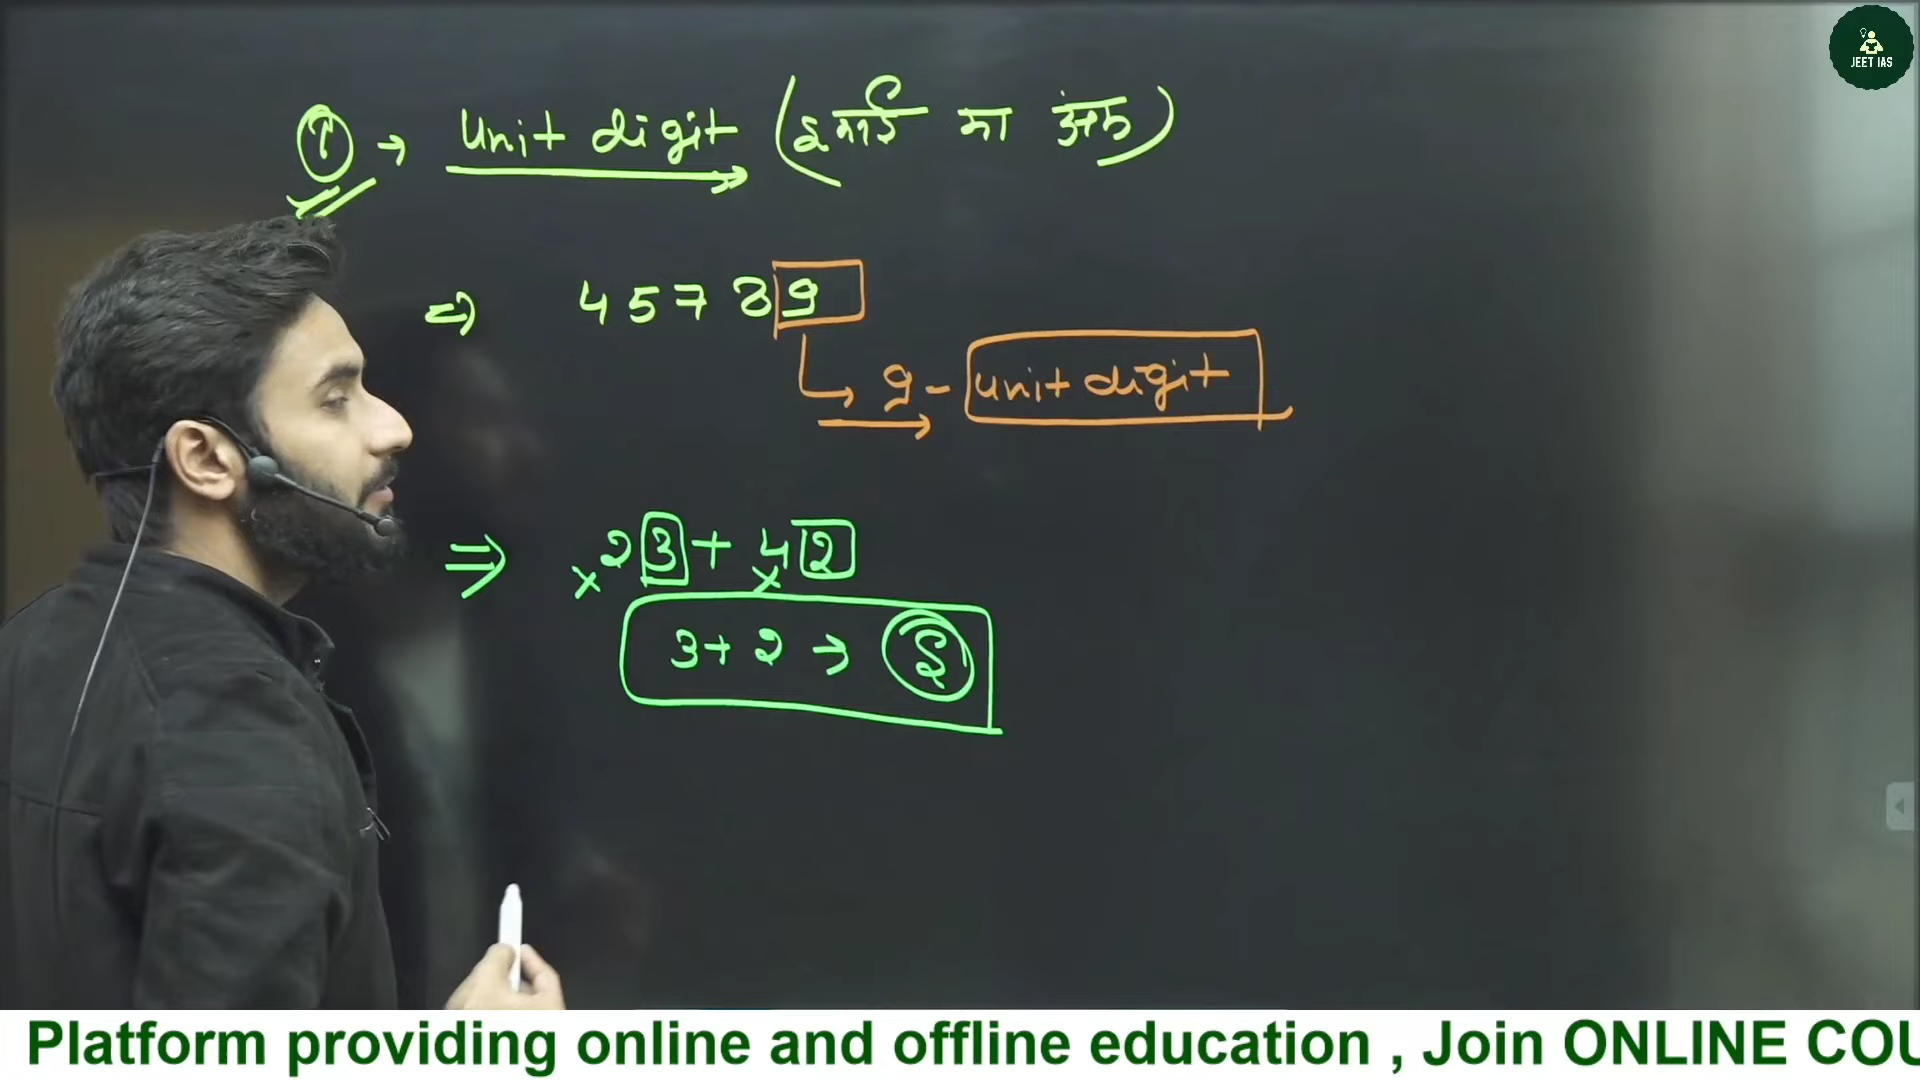 JEET IAS
① → Unit digit (इकाई का अंक)
⇒ 45789
↳ 9 - unit digit
⇒ 23 + 42
3+2 → 5
Platform providing online and offline education , Join ONLINE COU